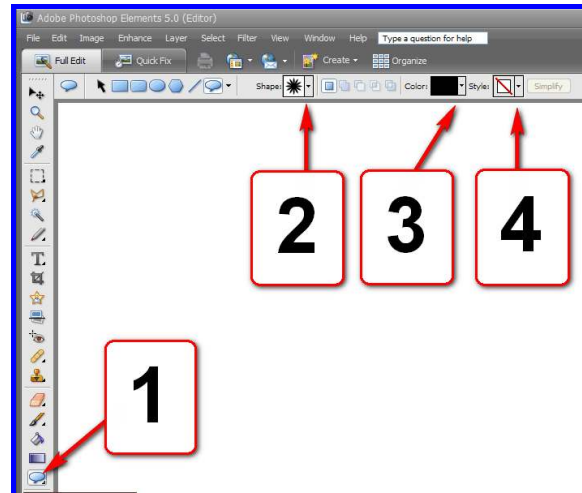 Adobe Photoshop Elements 5.0 (Editor)
File Edit Image Enhance Layer Select Filter View Window Help Type a question for help
Full Edit Quick Fix Create Organize
Shape: Color: Style: Simplify
2 3 4
T
1